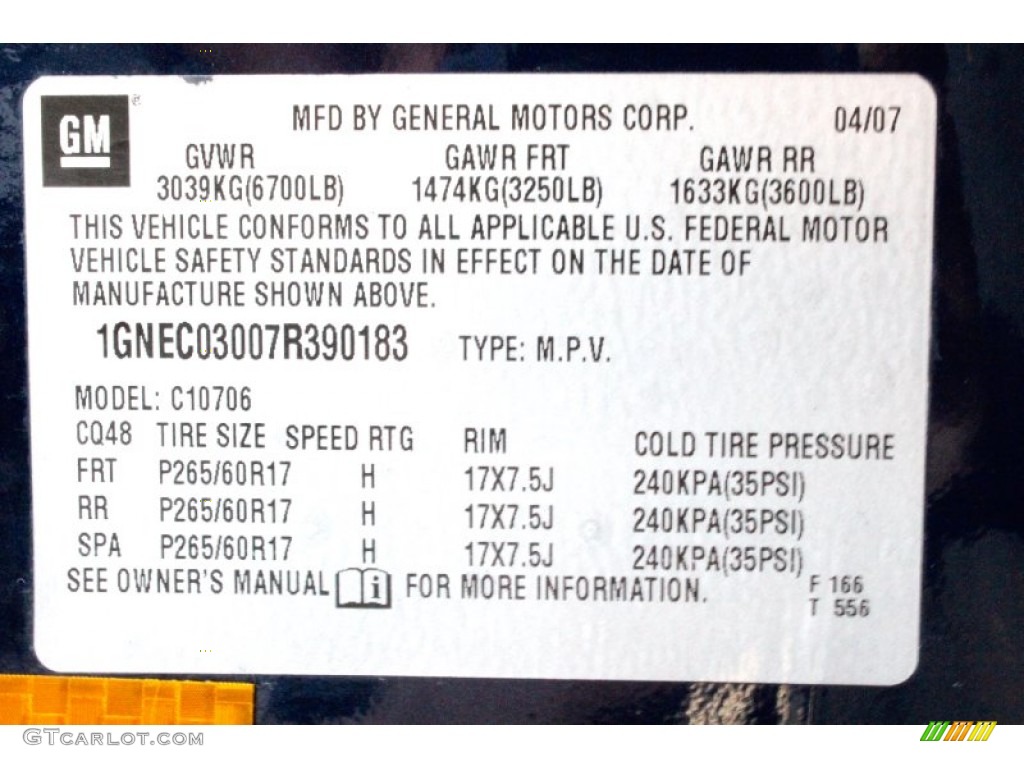 GM
®
MFD BY GENERAL MOTORS CORP. 04/07
GVWR GAWR FRT GAWR RR
3039KG(6700LB) 1474KG(3250LB) 1633KG(3600LB)
THIS VEHICLE CONFORMS TO ALL APPLICABLE U.S. FEDERAL MOTOR
VEHICLE SAFETY STANDARDS IN EFFECT ON THE DATE OF
MANUFACTURE SHOWN ABOVE.
1GNEC03007R390183 TYPE: M.P.V.
MODEL: C10706
CQ48 TIRE SIZE SPEED RTG RIM COLD TIRE PRESSURE
FRT P265/60R17 H 17X7.5J 240KPA(35PSI)
RR P265/60R17 H 17X7.5J 240KPA(35PSI)
SPA P265/60R17 H 17X7.5J 240KPA(35PSI)
SEE OWNER'S MANUAL i FOR MORE INFORMATION.
F 166
T 556
GTCarlot.com